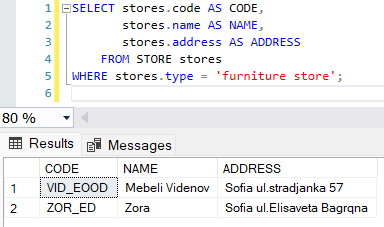 1 SELECT stores.code AS CODE,
2 stores.name AS NAME,
3 stores.address AS ADDRESS
4 FROM STORE stores
5 WHERE stores.type = 'furniture store';
6
80 %
Results Messages
CODE NAME ADDRESS
1 VID_EOOD Mebeli Videnov Sofia ul.stradjanka 57
2 ZOR_ED Zora Sofia ul.Elisaveta Bagrqna